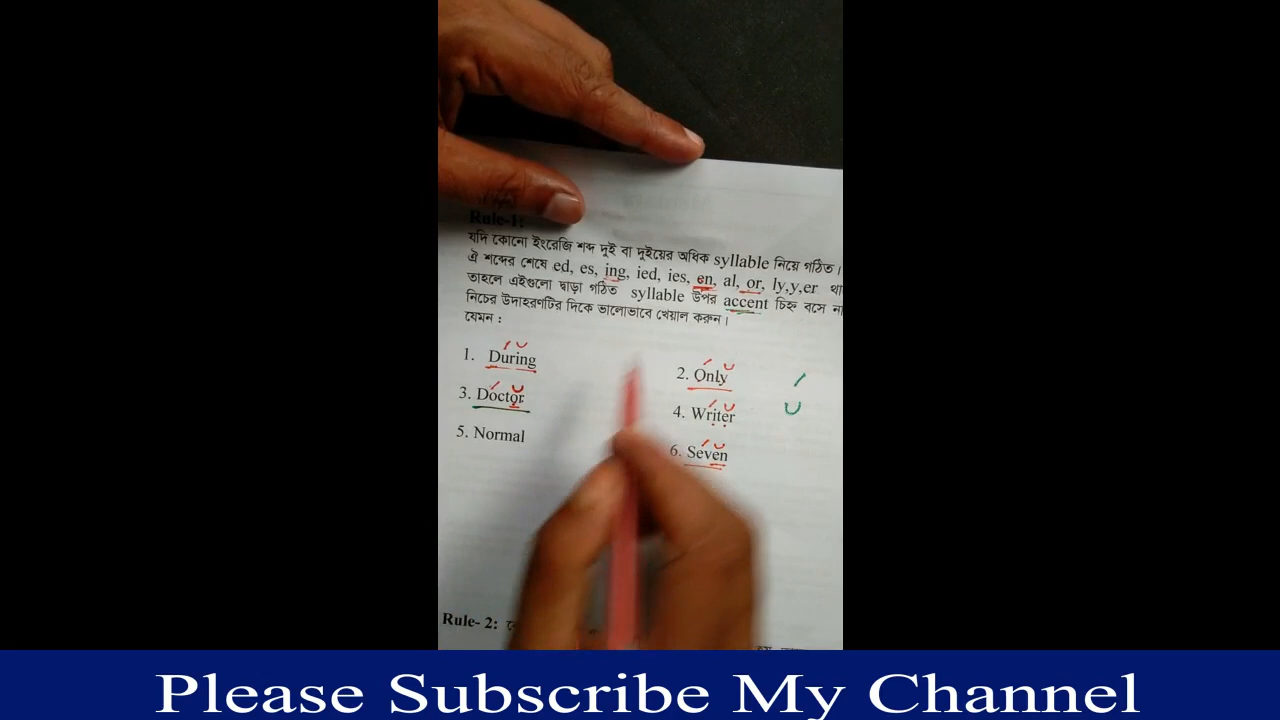 Rule-1:
যদি কোনো ইংরেজি শব্দ দুই বা দুইয়ের অধিক syllable নিয়ে গঠিত।
ঐ শব্দের শেষে ed, es, ing, ied, ies, en, al, or, ly,y,er থা
তাহলে এইগুলো দ্বাড়া গঠিত syllable উপর accent চিহ্ন বসে না
নিচের উদাহরণটির দিকে ভালোভাবে খেয়াল করুন।
যেমন :
1. During 2. Only
3. Doctor 4. Writer
5. Normal 6. Seven
Rule- 2:
Please Subscribe My Channel